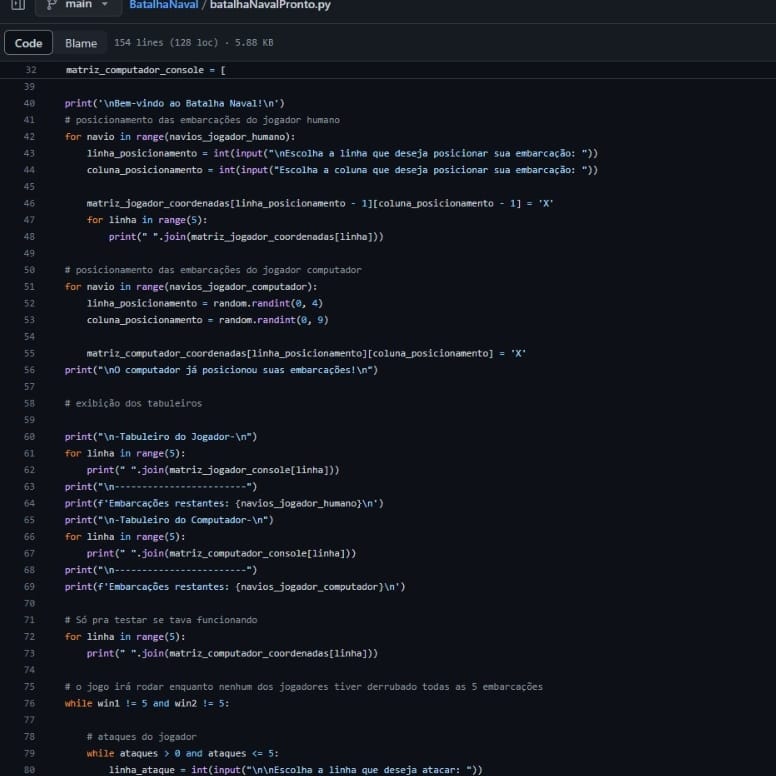 main
BatalhaNaval / batalhaNavalPronto.py
Code Blame 154 lines (128 loc) · 5.88 KB
32 matriz_computador_console = [
39
40 print('\nBem-vindo ao Batalha Naval!\n')
41 # posicionamento das embarcações do jogador humano
42 for navio in range(navios_jogador_humano):
43     linha_posicionamento = int(input("\nEscolha a linha que deseja posicionar sua embarcação: "))
44     coluna_posicionamento = int(input("Escolha a coluna que deseja posicionar sua embarcação: "))
45
46     matriz_jogador_coordenadas[linha_posicionamento - 1][coluna_posicionamento - 1] = 'X'
47     for linha in range(5):
48         print(" ".join(matriz_jogador_coordenadas[linha]))
49
50 # posicionamento das embarcações do jogador computador
51 for navio in range(navios_jogador_computador):
52     linha_posicionamento = random.randint(0, 4)
53     coluna_posicionamento = random.randint(0, 9)
54
55     matriz_computador_coordenadas[linha_posicionamento][coluna_posicionamento] = 'X'
56 print("\nO computador já posicionou suas embarcações!\n")
57
58 # exibição dos tabuleiros
59
60 print("\n-Tabuleiro do Jogador-\n")
61 for linha in range(5):
62     print(" ".join(matriz_jogador_console[linha]))
63 print("\n------------------------")
64 print(f'Embarcações restantes: {navios_jogador_humano}\n')
65 print("\n-Tabuleiro do Computador-\n")
66 for linha in range(5):
67     print(" ".join(matriz_computador_console[linha]))
68 print("\n------------------------")
69 print(f'Embarcações restantes: {navios_jogador_computador}\n')
70
71 # Só pra testar se tava funcionando
72 for linha in range(5):
73     print(" ".join(matriz_computador_coordenadas[linha]))
74
75 # o jogo irá rodar enquanto nenhum dos jogadores tiver derrubado todas as 5 embarcações
76 while win1 != 5 and win2 != 5:
77
78     # ataques do jogador
79     while ataques > 0 and ataques <= 5:
80         linha_ataque = int(input("\n\nEscolha a linha que deseja atacar: "))